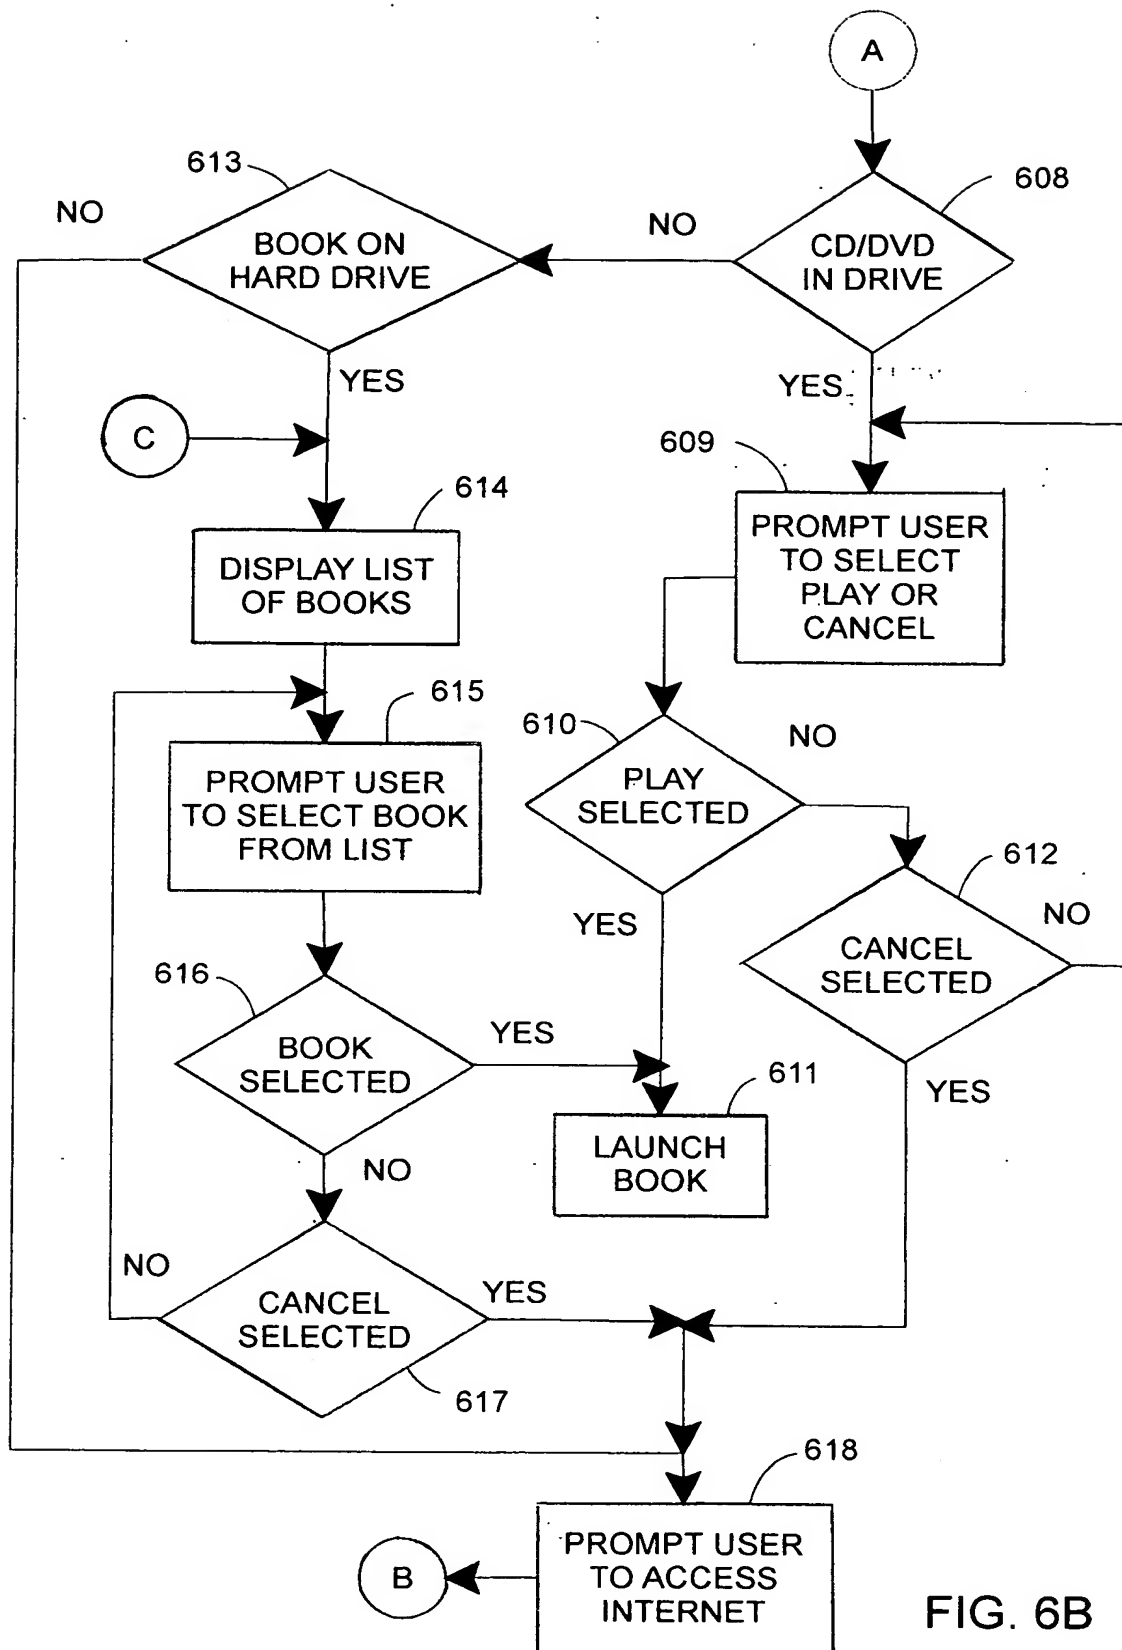 A
613
608
NO
BOOK ON
HARD DRIVE
NO
CD/DVD
IN DRIVE
YES
YES
C
609
614
PROMPT USER
TO SELECT
PLAY OR
CANCEL
DISPLAY LIST
OF BOOKS
615
610
NO
PROMPT USER
TO SELECT BOOK
FROM LIST
PLAY
SELECTED
612
NO
YES
CANCEL
SELECTED
616
BOOK
SELECTED
YES
611
YES
LAUNCH
BOOK
NO
NO
CANCEL
SELECTED
YES
617
618
PROMPT USER
TO ACCESS
INTERNET
B
FIG. 6B